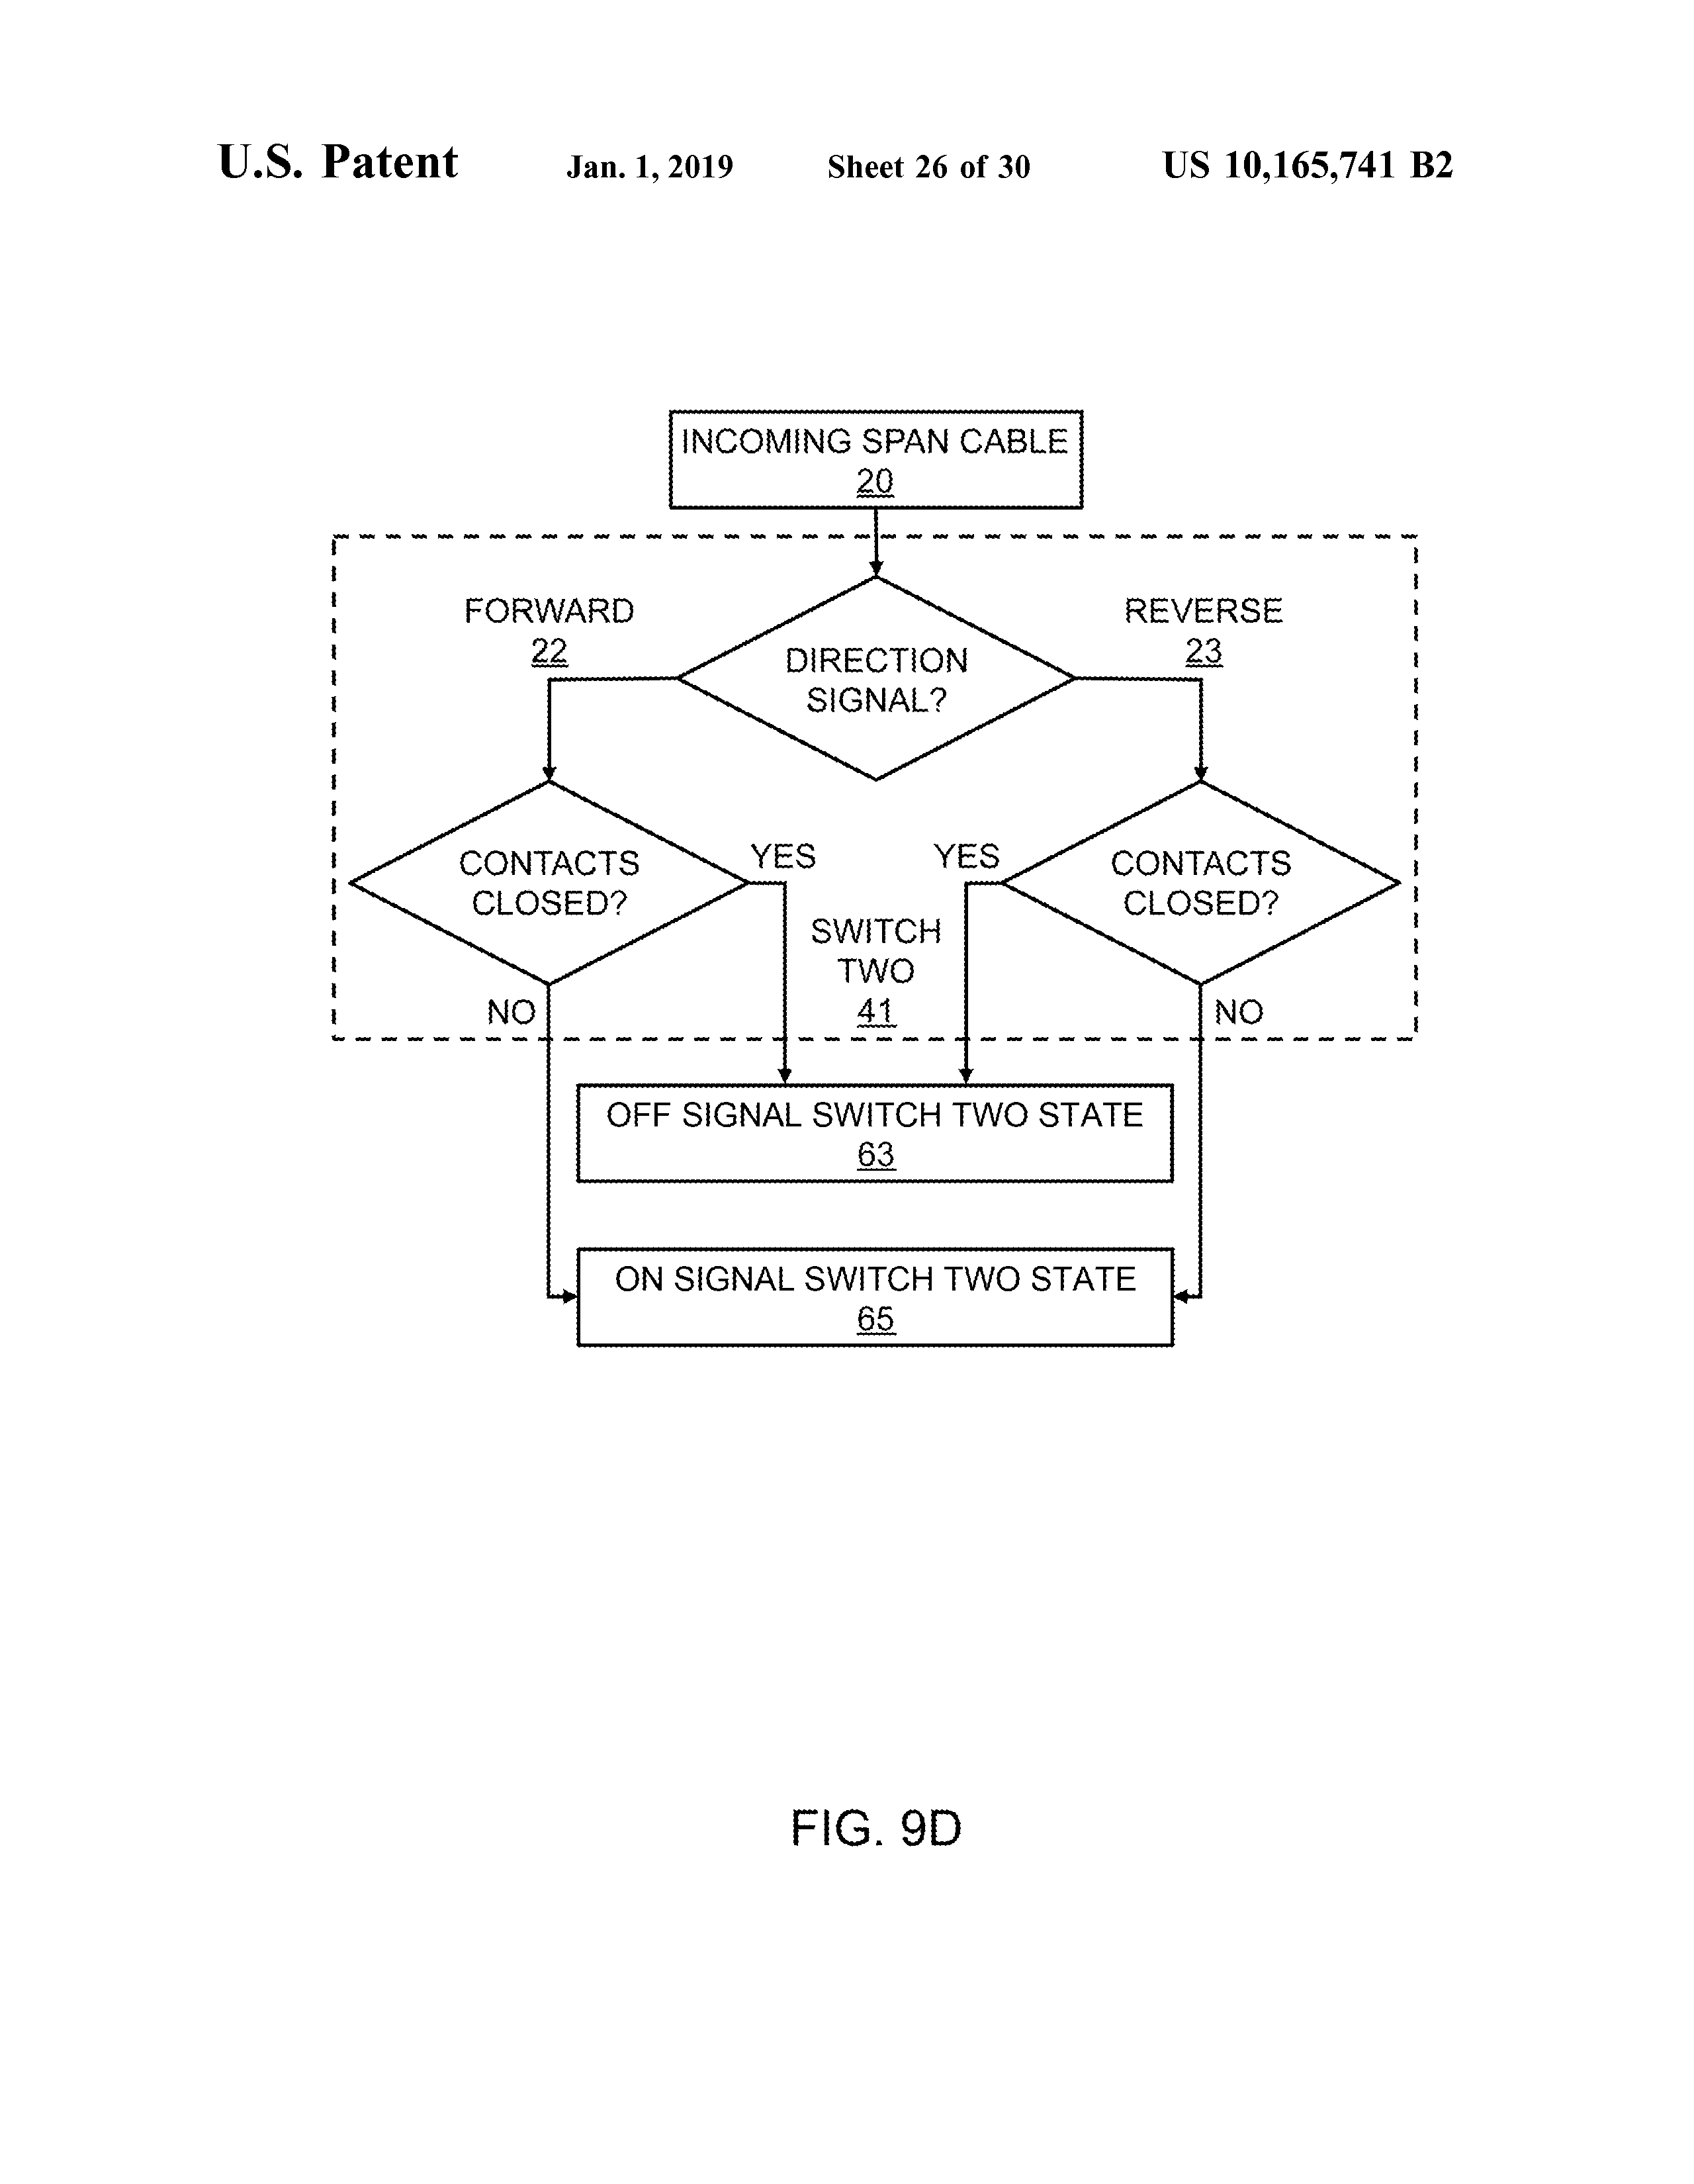 U.S. Patent Jan. 1, 2019 Sheet 26 of 30 US 10,165,741 B2
INCOMING SPAN CABLE
20
FORWARD
22
REVERSE
23
DIRECTION
SIGNAL?
CONTACTS
CLOSED?
YES
NO
YES
CONTACTS
CLOSED?
NO
SWITCH
TWO
41
OFF SIGNAL SWITCH TWO STATE
63
ON SIGNAL SWITCH TWO STATE
65
FIG. 9D